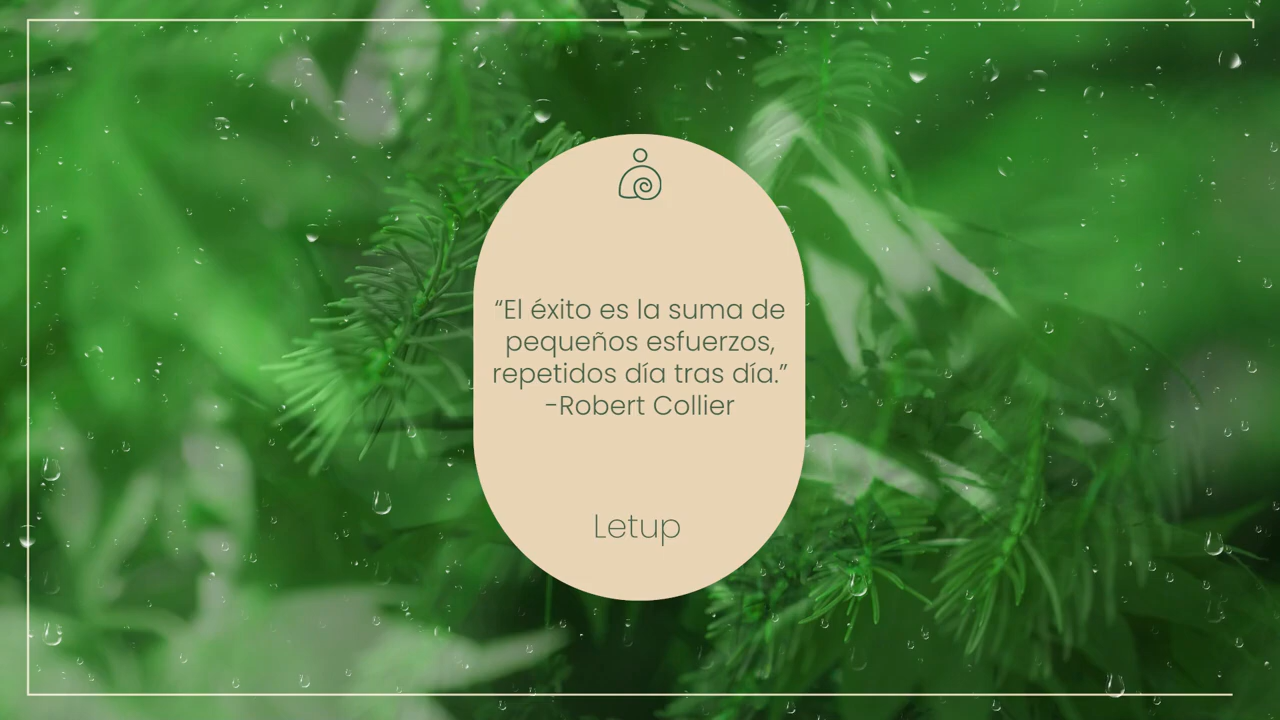 “El éxito es la suma de
pequeños esfuerzos,
repetidos día tras día.”
-Robert Collier
Letup